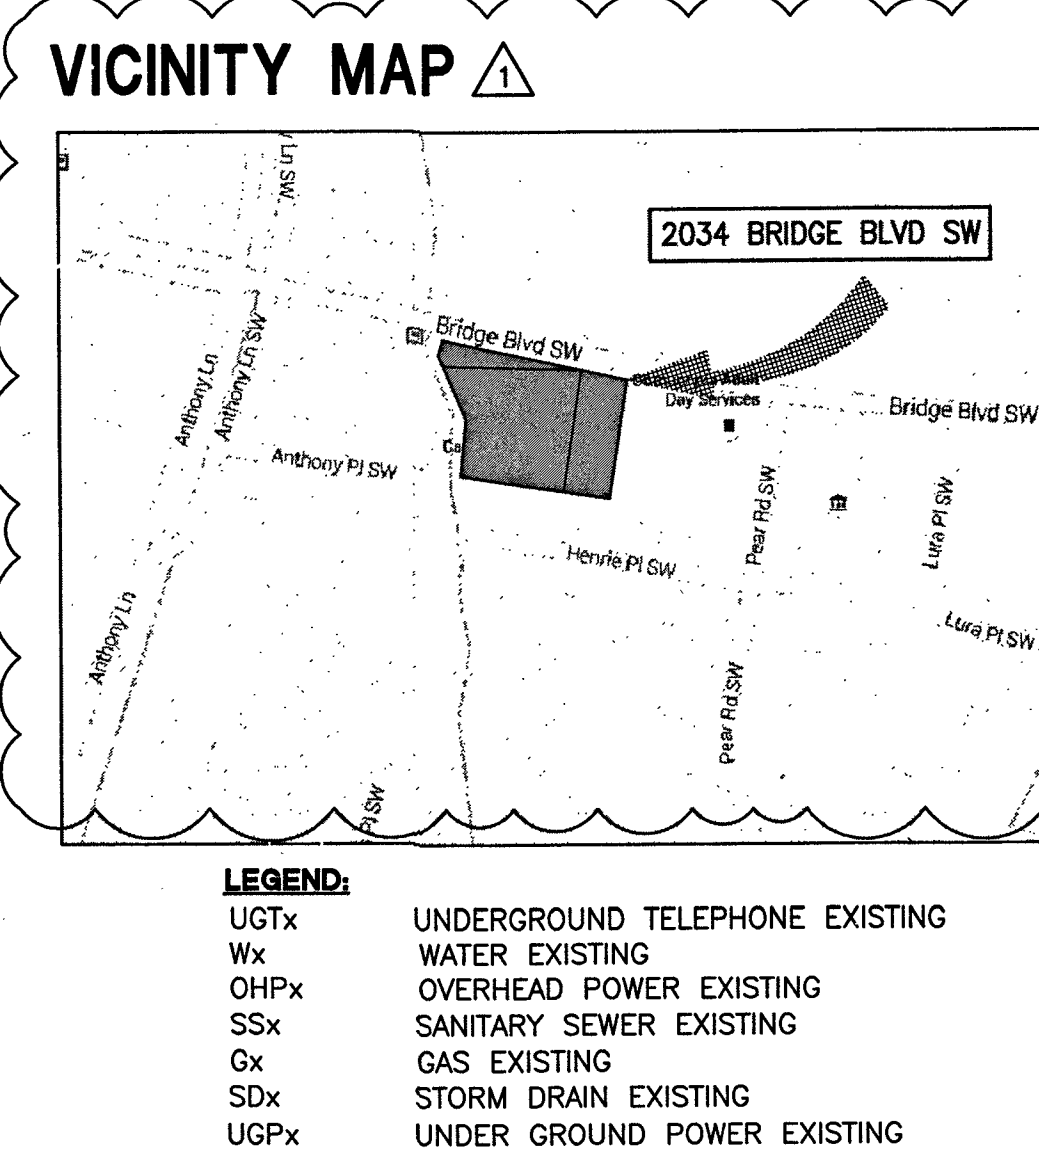 VICINITY MAP 1
Ln SW
2034 BRIDGE BLVD SW
Bridge Blvd SW
Anthony Ln
Anthony Ln SW
Day Services
Bridge Blvd SW
Ca
Anthony Pl SW
Pear Rd SW
Lura Pl SW
Henrie Pl SW
Anthony Ln
Lura Pl SW
Pear Rd SW
Pl SW
LEGEND:
UGTx UNDERGROUND TELEPHONE EXISTING
Wx WATER EXISTING
OHPx OVERHEAD POWER EXISTING
SSx SANITARY SEWER EXISTING
Gx GAS EXISTING
SDx STORM DRAIN EXISTING
UGPx UNDER GROUND POWER EXISTING